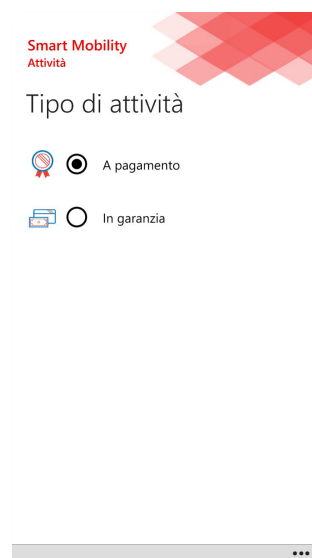 Smart Mobility
Attività
Tipo di attività
A pagamento
In garanzia